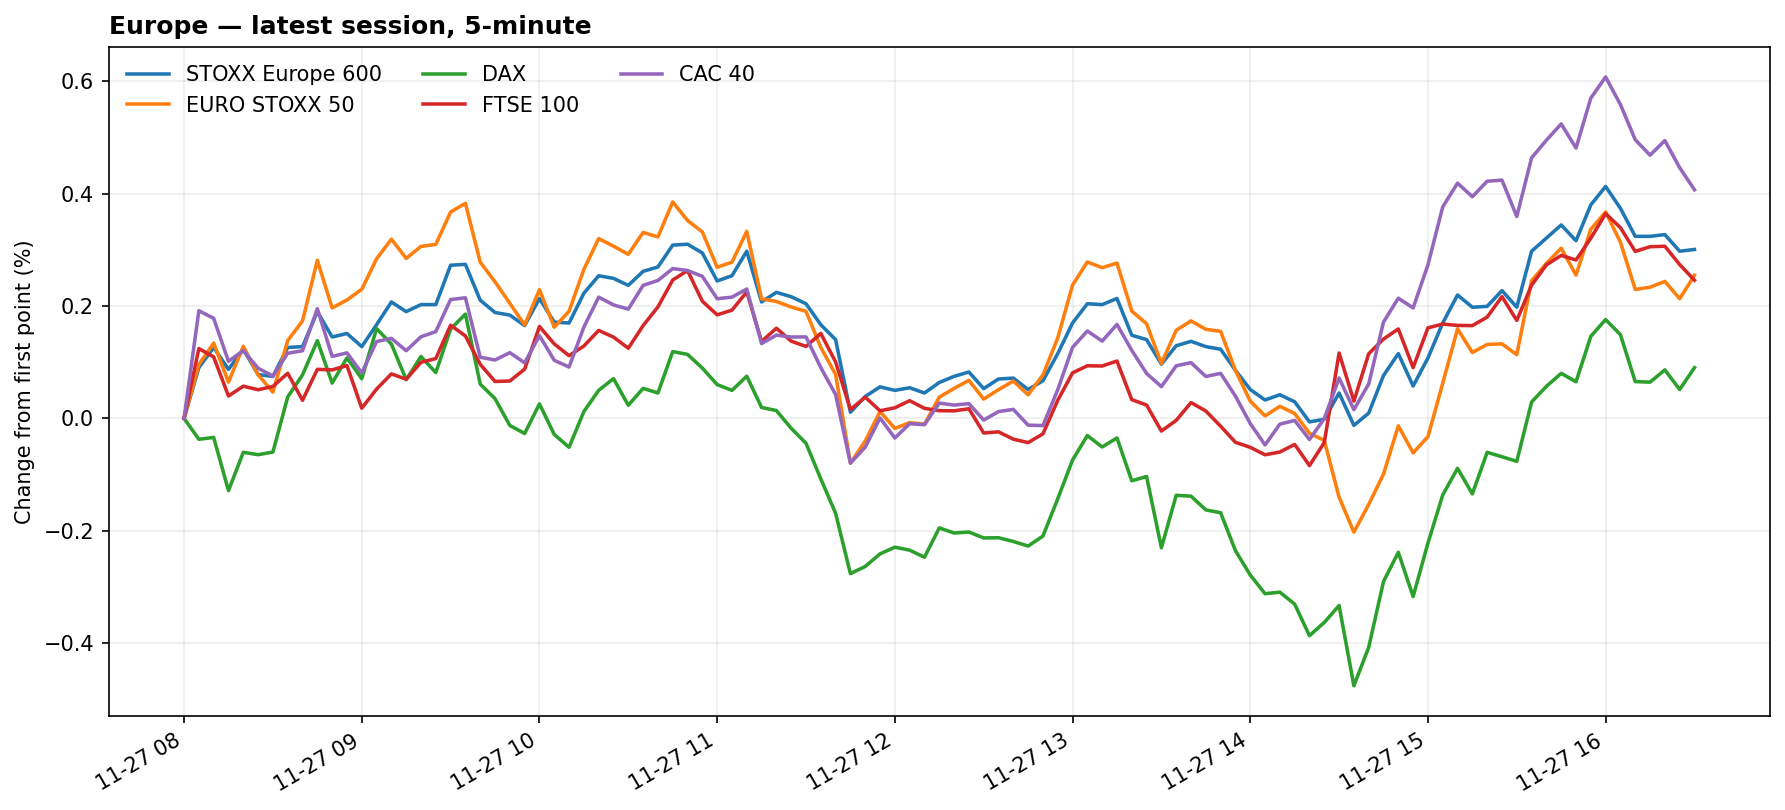 Europe — latest session, 5-minute
STOXX Europe 600
EURO STOXX 50
DAX
FTSE 100
CAC 40
Change from first point (%)
0.6
0.4
0.2
0.0
−0.2
−0.4
11-27 08
11-27 09
11-27 10
11-27 11
11-27 12
11-27 13
11-27 14
11-27 15
11-27 16